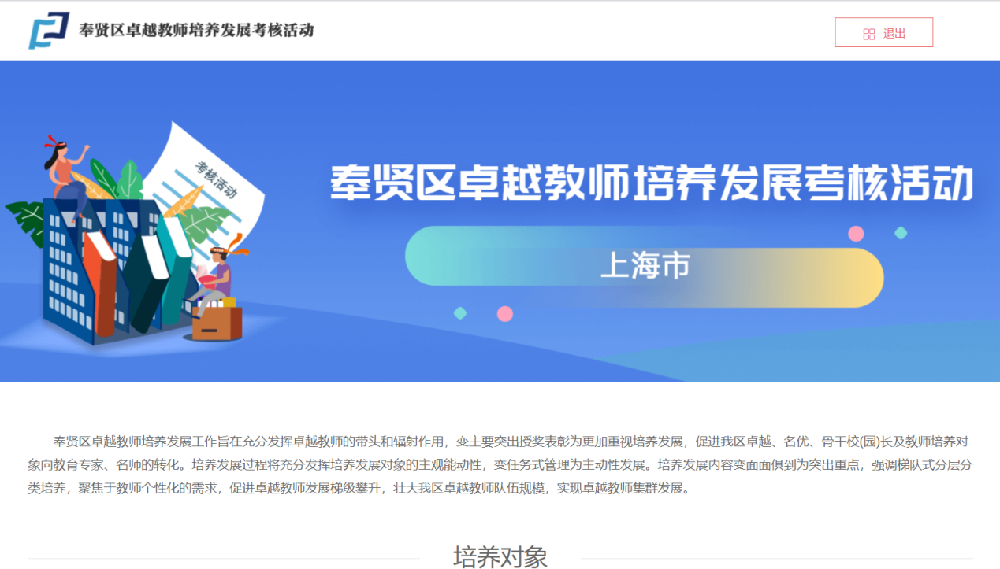 奉贤区卓越教师培养发展考核活动
退出
考核活动
奉贤区卓越教师培养发展考核活动
上海市
奉贤区卓越教师培养发展工作旨在充分发挥卓越教师的带头和辐射作用，变主要突出授奖表彰为更加重视培养发展，促进我区卓越、名优、骨干校(园)长及教师培养对
象向教育专家、名师的转化。培养发展过程将充分发挥培养发展对象的主观能动性，变任务式管理为主动性发展。培养发展内容变面面俱到为突出重点，强调梯队式分层分
类培养，聚焦于教师个性化的需求，促进卓越教师发展梯级攀升，壮大我区卓越教师队伍规模，实现卓越教师集群发展。
培养对象